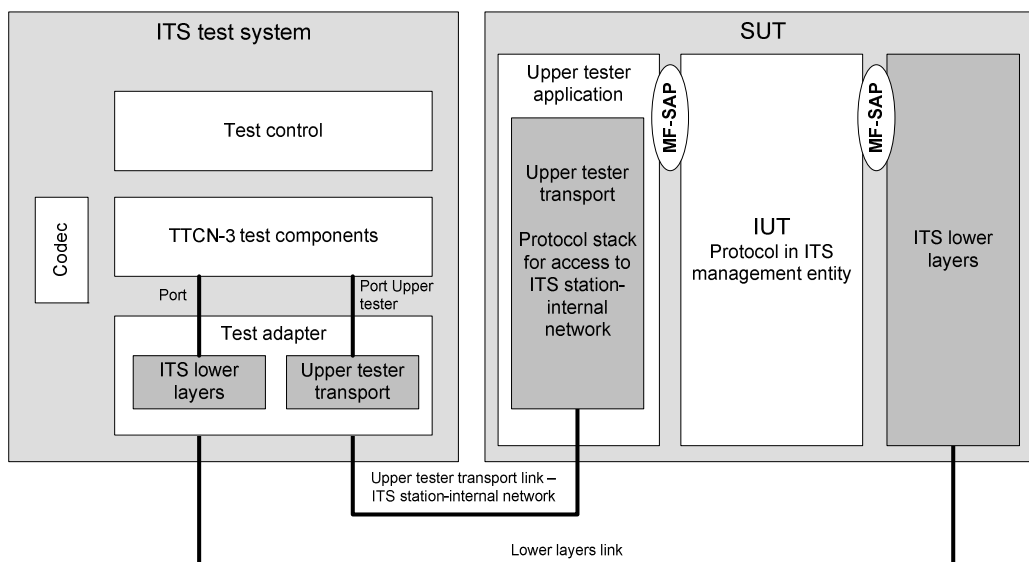 ITS test system
Test control
Codec
TTCN-3 test components
Port
Port Upper
tester
Test adapter
ITS lower
layers
Upper tester
transport
SUT
Upper tester
application
MF-SAP
MF-SAP
Upper tester
transport
Protocol stack
for access to
ITS station-
internal
network
IUT
Protocol in ITS
management entity
ITS lower
layers
Upper tester transport link –
ITS station-internal network
Lower layers link